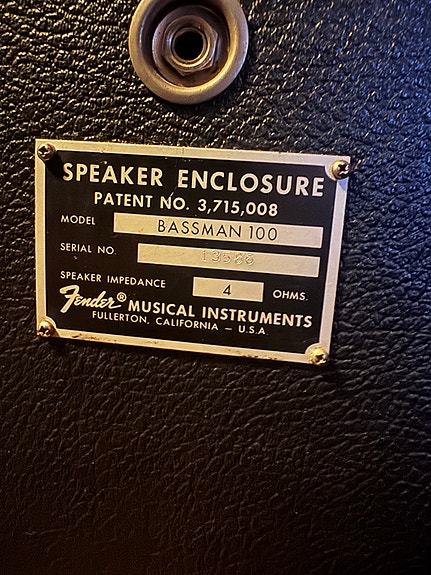 SPEAKER ENCLOSURE
PATENT NO. 3,715,008
MODEL BASSMAN 100
SERIAL NO.
SPEAKER IMPEDANCE 4 OHMS.
Fender® MUSICAL INSTRUMENTS
FULLERTON, CALIFORNIA – U.S.A.